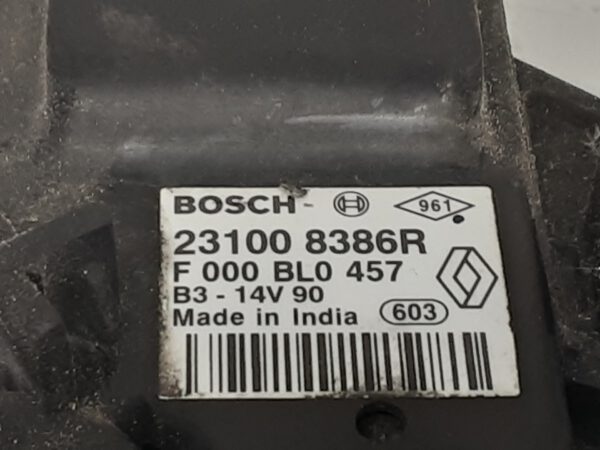 BOSCH- 961
23100 8386R
F 000 BL0 457
B3 - 14V 90
Made in India 603